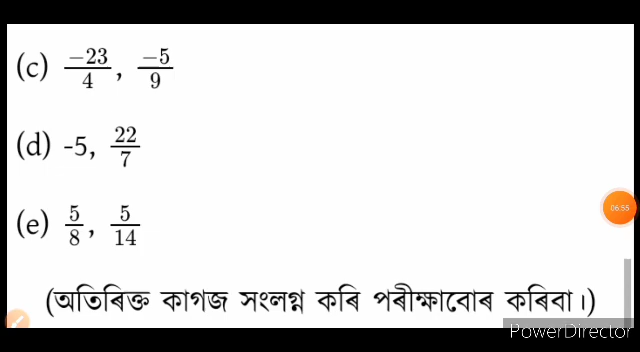 (c) -23/4, -5/9
(d) -5, 22/7
(e) 5/8, 5/14
(অতিৰিক্ত কাগজ সংলগ্ন কৰি পৰীক্ষাবোৰ কৰিবা।)
06:55
PowerDirector